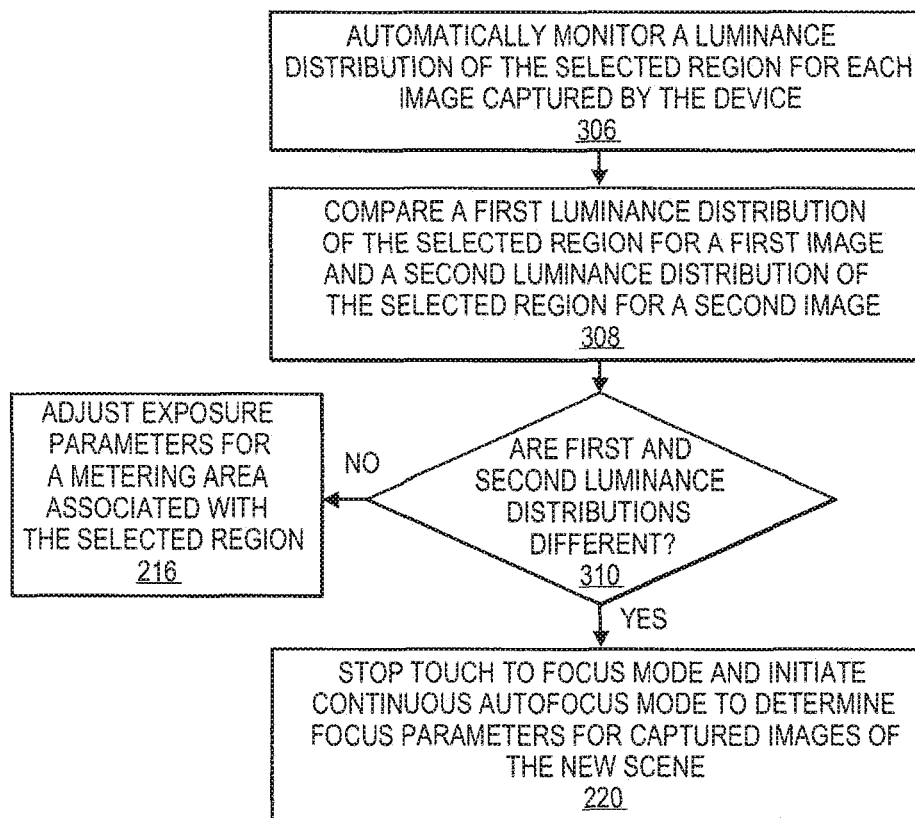 AUTOMATICALLY MONITOR A LUMINANCE
DISTRIBUTION OF THE SELECTED REGION FOR EACH
IMAGE CAPTURED BY THE DEVICE
306
COMPARE A FIRST LUMINANCE DISTRIBUTION
OF THE SELECTED REGION FOR A FIRST IMAGE
AND A SECOND LUMINANCE DISTRIBUTION OF
THE SELECTED REGION FOR A SECOND IMAGE
308
ADJUST EXPOSURE
PARAMETERS FOR
A METERING AREA
ASSOCIATED WITH
THE SELECTED REGION
216
NO
ARE FIRST AND
SECOND LUMINANCE
DISTRIBUTIONS
DIFFERENT?
310
YES
STOP TOUCH TO FOCUS MODE AND INITIATE
CONTINUOUS AUTOFOCUS MODE TO DETERMINE
FOCUS PARAMETERS FOR CAPTURED IMAGES OF
THE NEW SCENE
220